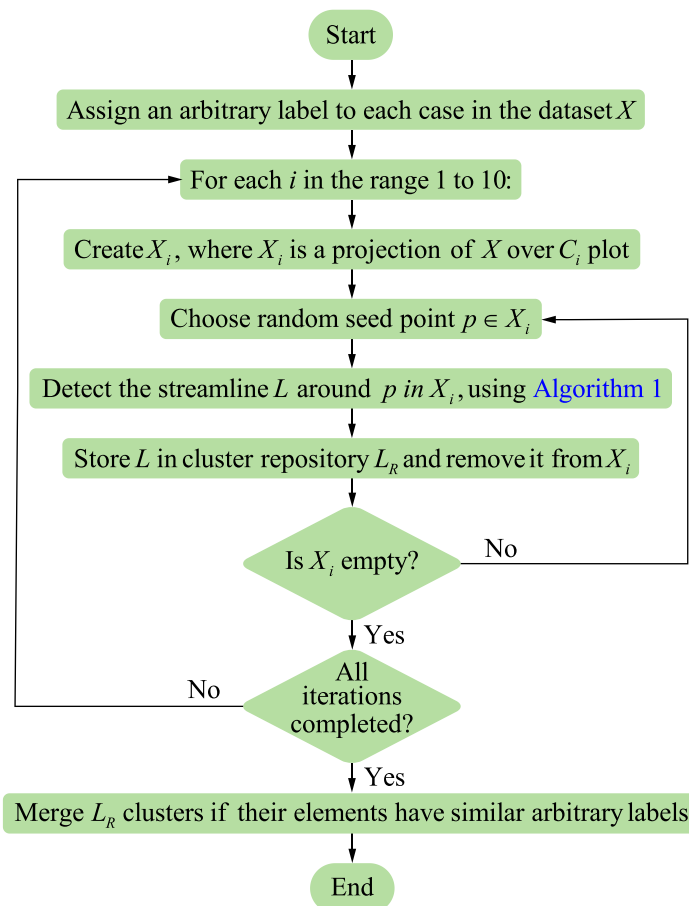 Start
Assign an arbitrary label to each case in the dataset X
For each i in the range 1 to 10:
Create X_i, where X_i is a projection of X over C_i plot
Choose random seed point p ∈ X_i
Detect the streamline L around p in X_i, using Algorithm 1
Store L in cluster repository L_R and remove it from X_i
Is X_i empty?
No
Yes
All
iterations
completed?
No
Yes
Merge L_R clusters if their elements have similar arbitrary labels
End